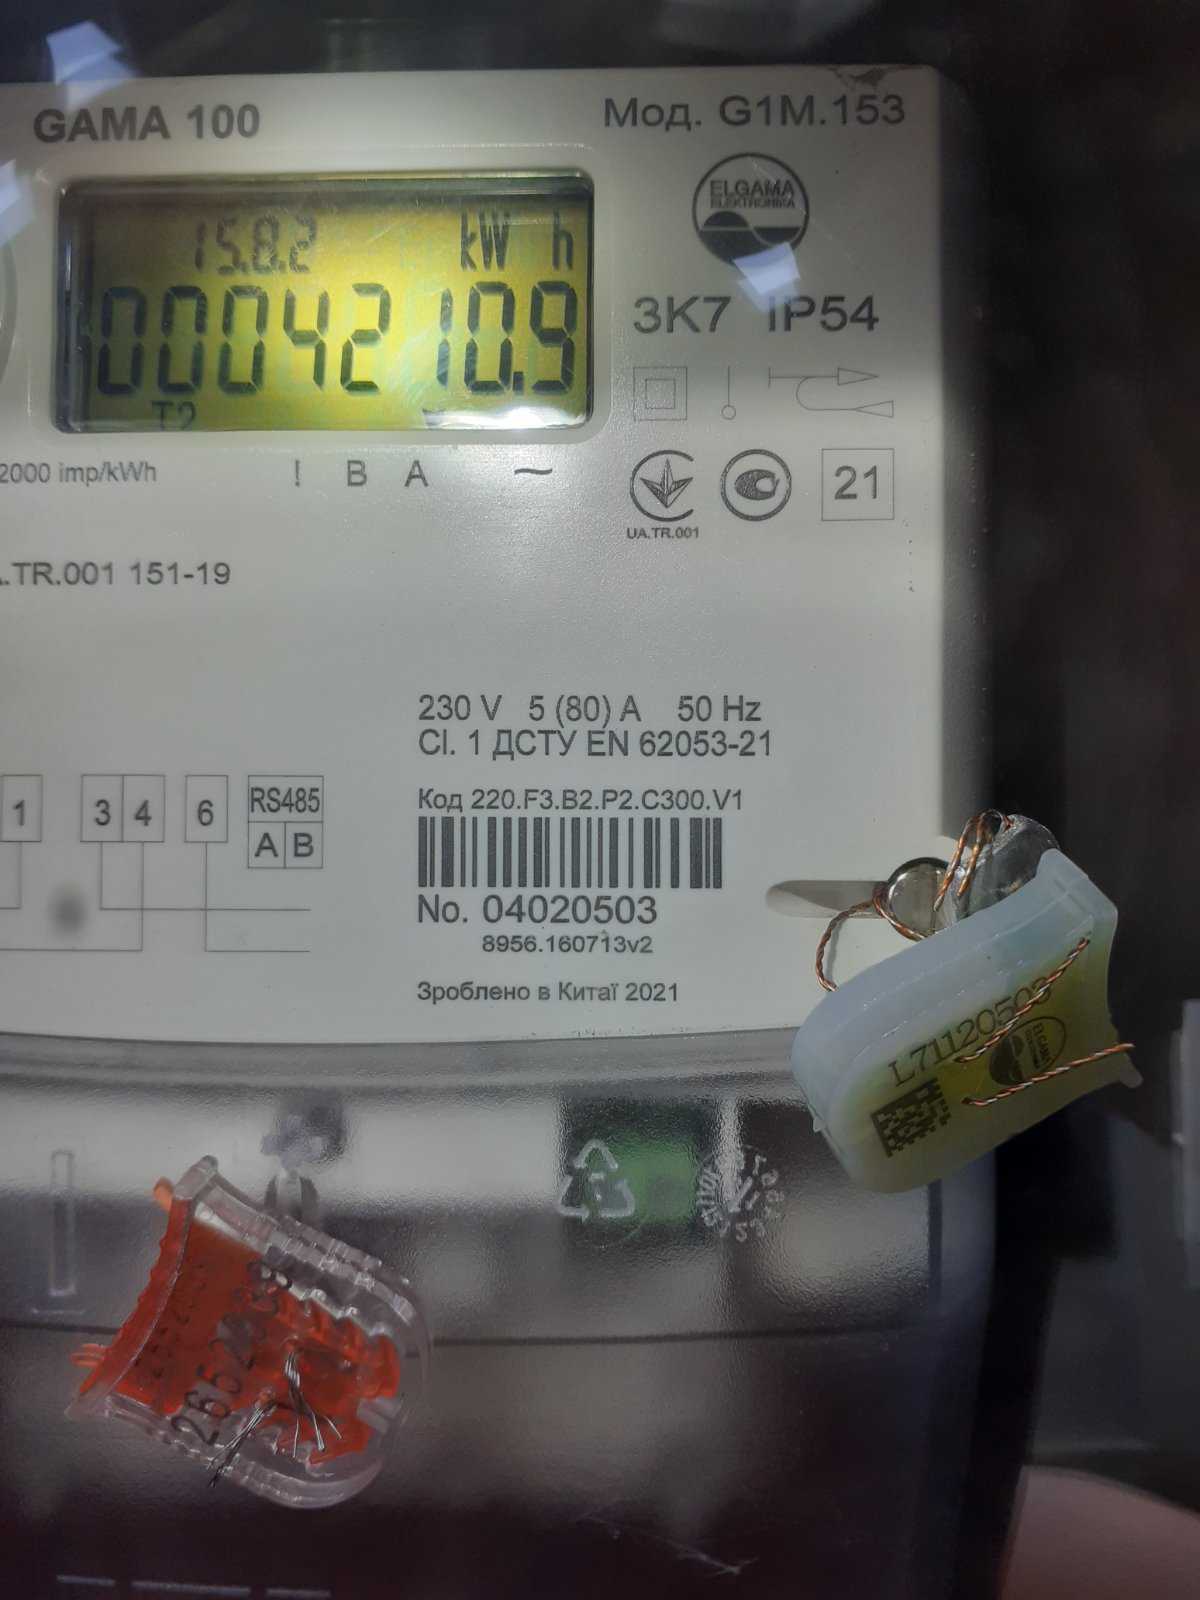 GAMA 100
Мод. G1M.153
15.8.2 kW h
0004210.9
T2
ELGAMA
ELEKTRONIKA
3K7 IP54
2000 imp/kWh
! B A ~
UA.TR.001
21
.TR.001 151-19
230 V 5 (80) A 50 Hz
Cl. 1 ДСТУ EN 62053-21
1 3 4 6 RS485
A B
Код 220.F3.B2.P2.C300.V1
No. 04020503
8956.160713v2
Зроблено в Китаї 2021
L71120503
ELGAMA